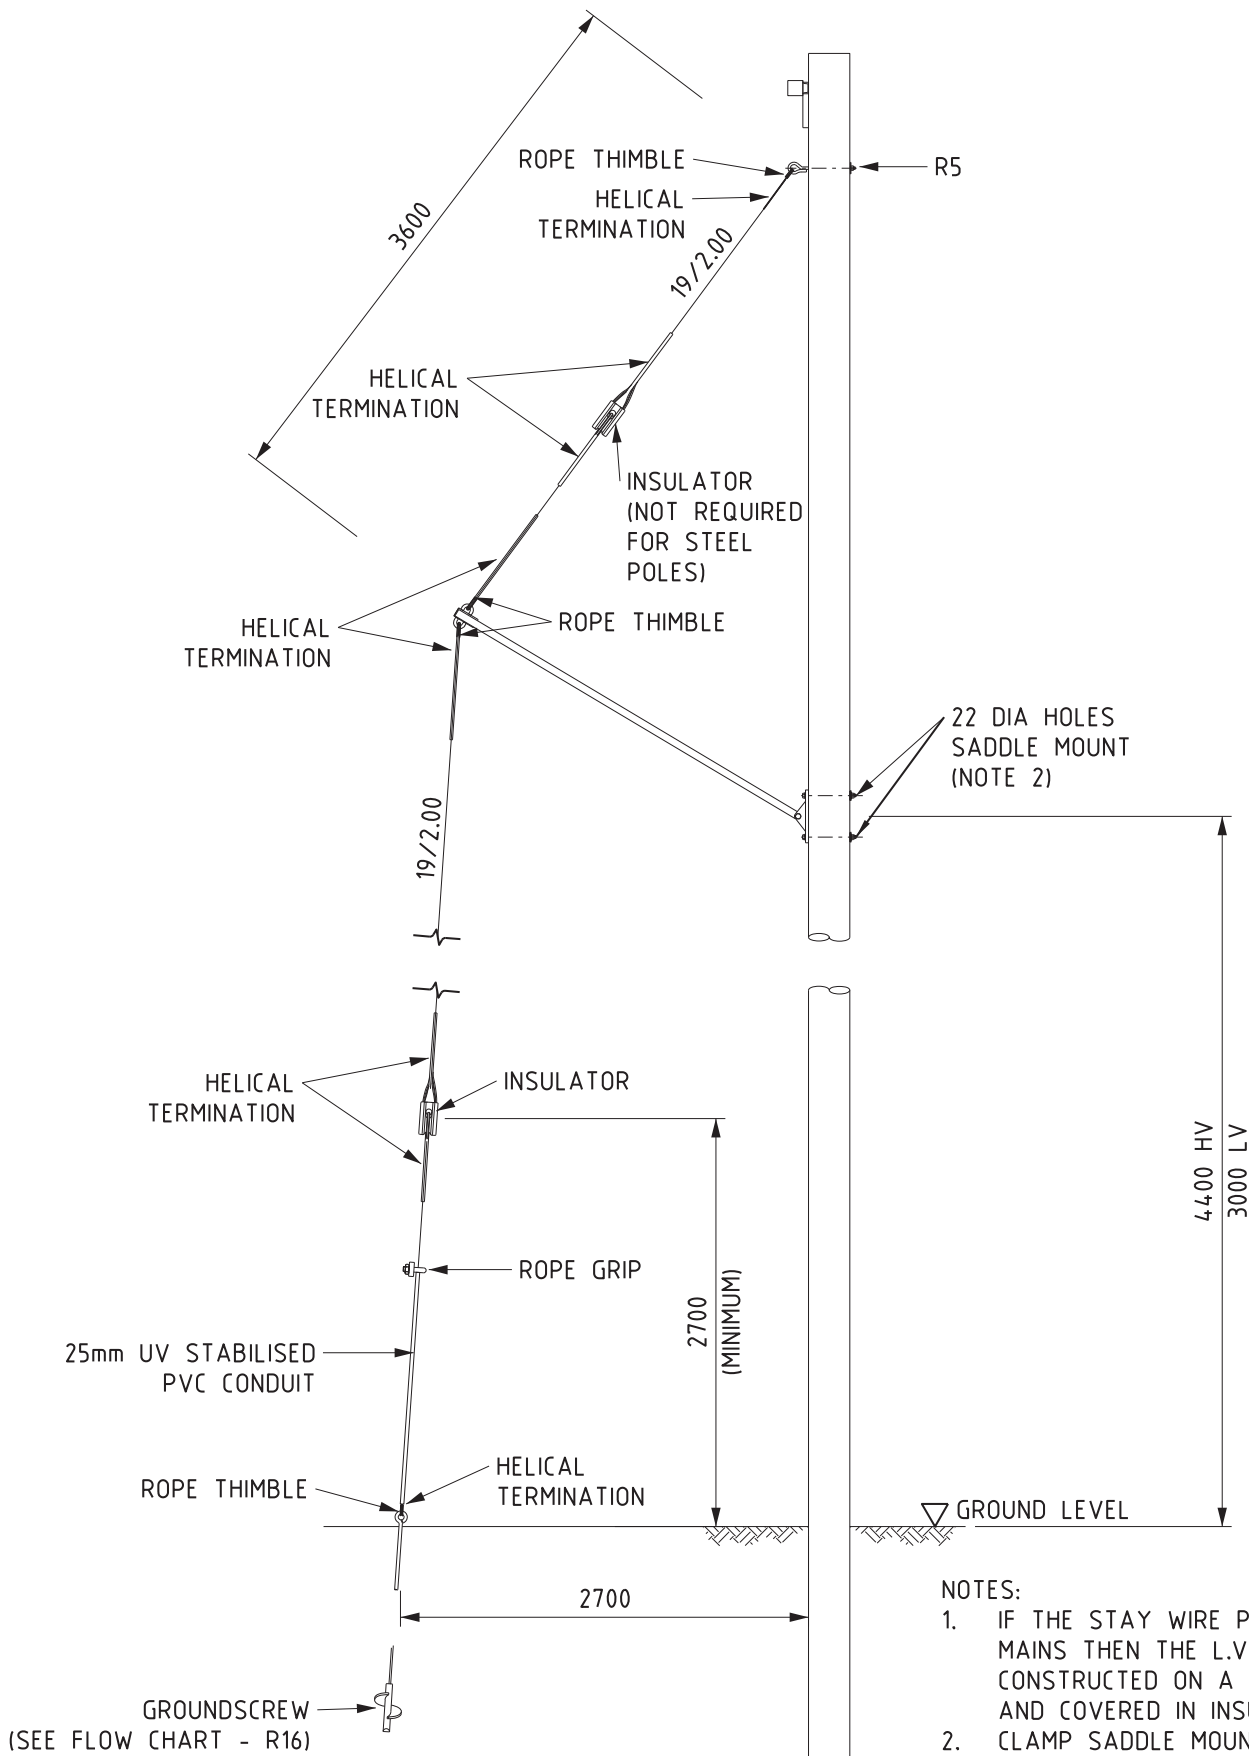 3600
ROPE THIMBLE
R5
HELICAL
TERMINATION
19/2.00
HELICAL
TERMINATION
INSULATOR
(NOT REQUIRED
FOR STEEL
POLES)
HELICAL
TERMINATION
ROPE THIMBLE
22 DIA HOLES
SADDLE MOUNT
(NOTE 2)
19/2.00
HELICAL
TERMINATION
INSULATOR
4400 HV
3000 LV
ROPE GRIP
2700
(MINIMUM)
25mm UV STABILISED
PVC CONDUIT
ROPE THIMBLE
HELICAL
TERMINATION
GROUND LEVEL
2700
GROUNDSCREW
(SEE FLOW CHART - R16)
NOTES:
1. IF THE STAY WIRE
MAINS THEN THE L.V
CONSTRUCTED ON A
AND COVERED IN
2. CLAMP SADDLE